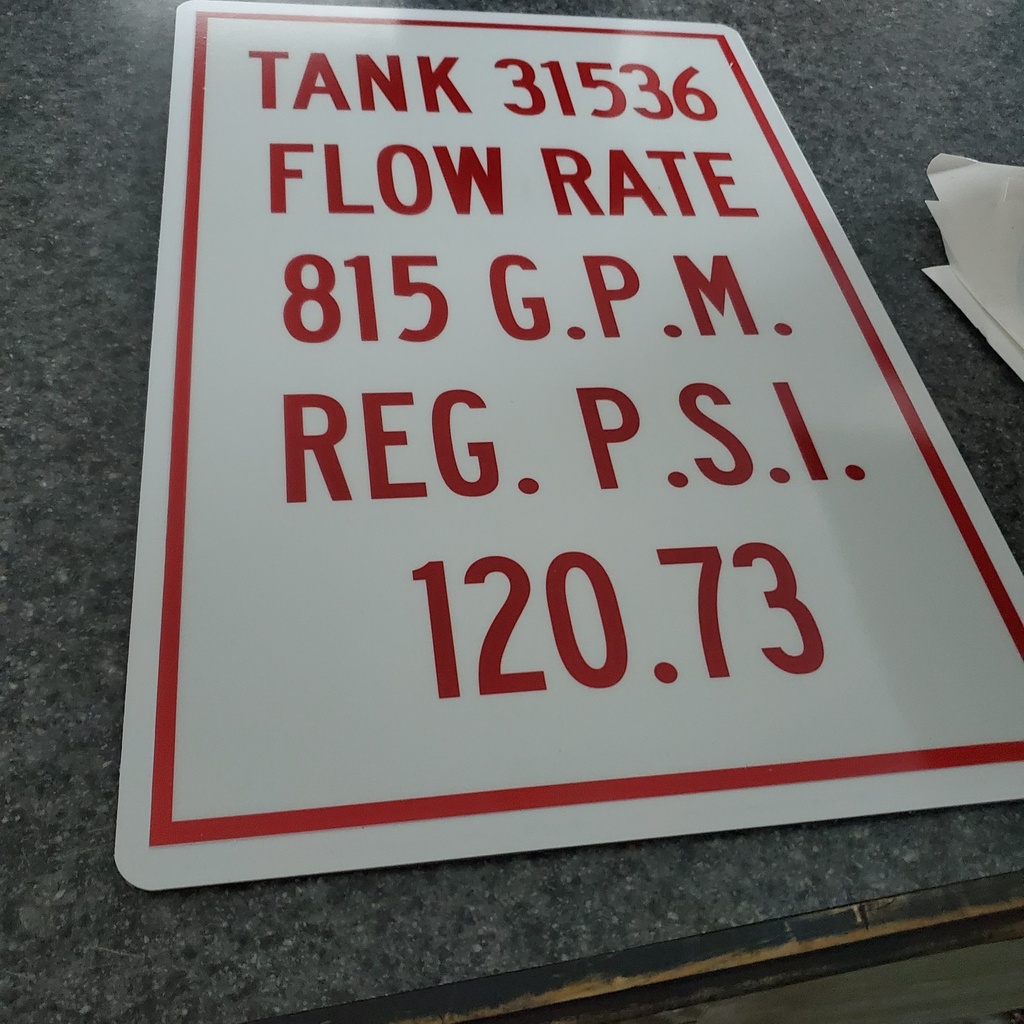 TANK 31536
FLOW RATE
815 G.P.M.
REG. P.S.I.
120.73